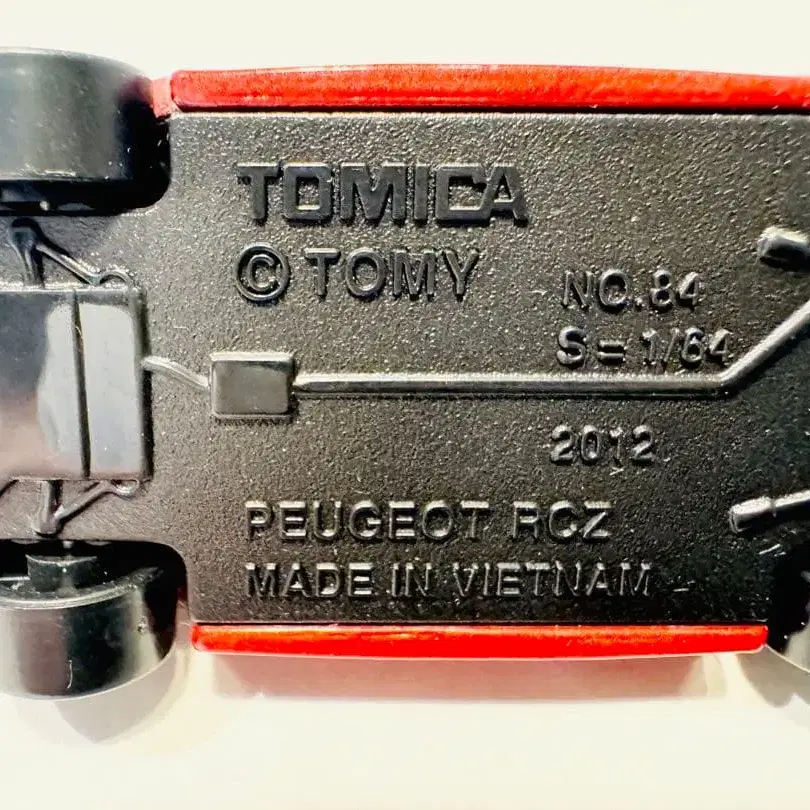 TOMICA
© TOMY
NO.84
S=1/64
2012
PEUGEOT RCZ
MADE IN VIETNAM